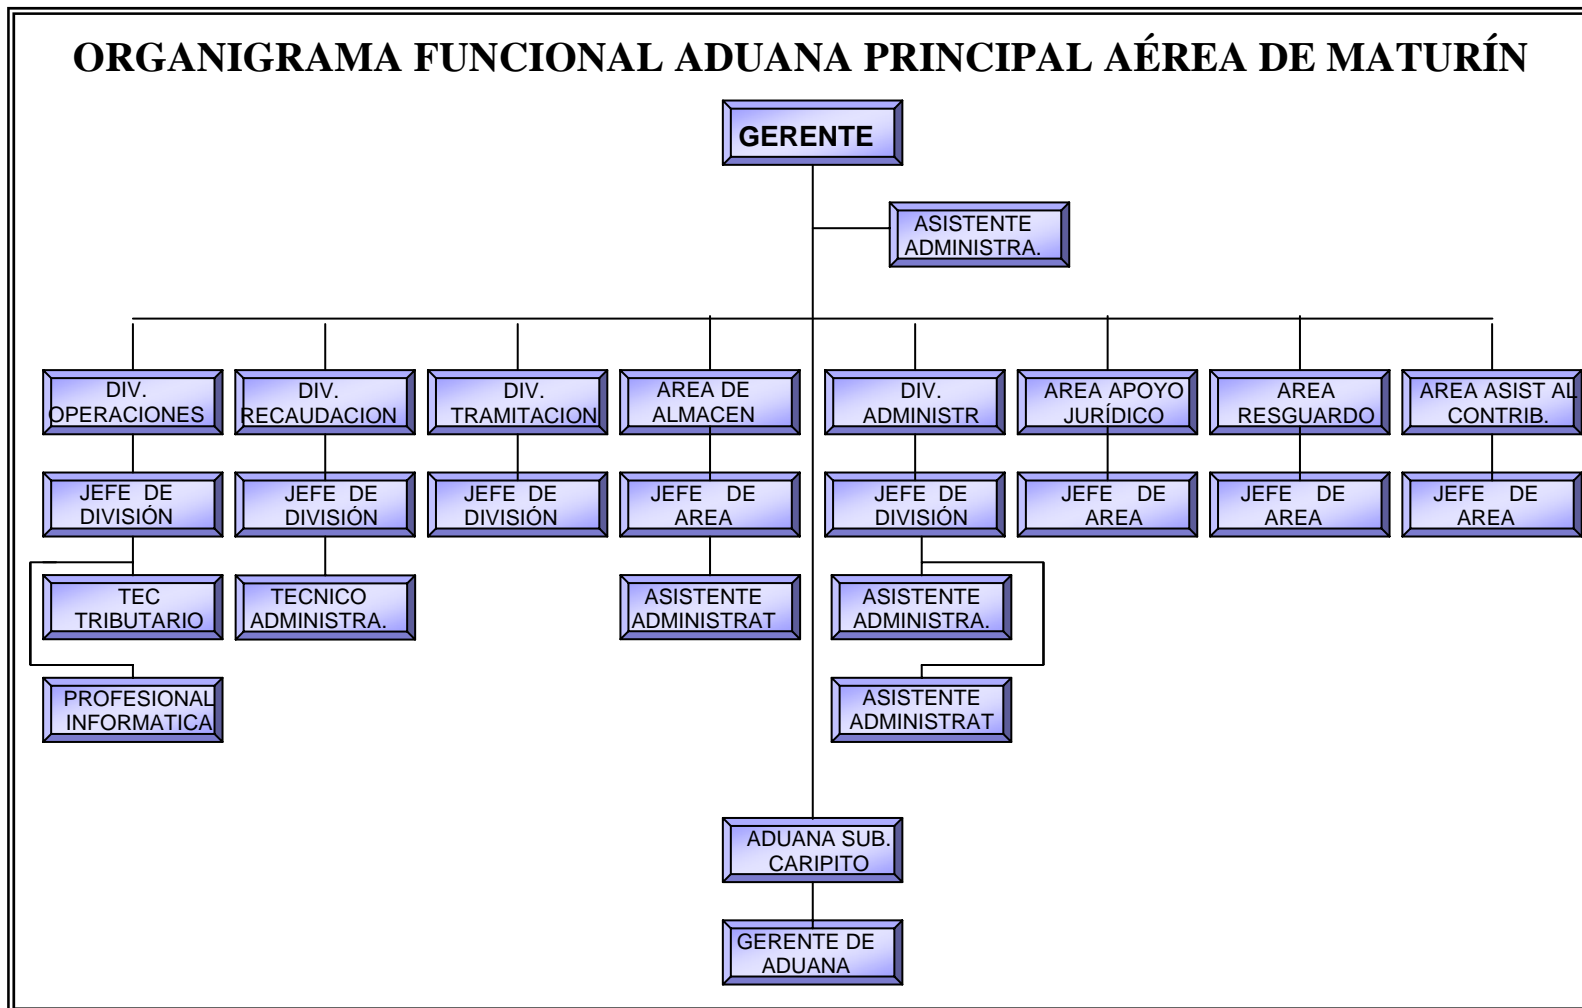 ORGANIGRAMA FUNCIONAL ADUANA PRINCIPAL AÉREA DE MATURÍN
GERENTE
ASISTENTE
ADMINISTRA.
DIV.
OPERACIONES
DIV.
RECAUDACION
DIV.
TRAMITACION
AREA DE
ALMACEN
DIV.
ADMINISTR
AREA APOYO
JURÍDICO
AREA
RESGUARDO
AREA ASIST AL
CONTRIB.
JEFE DE
DIVISIÓN
JEFE DE
DIVISIÓN
JEFE DE
DIVISIÓN
JEFE DE
AREA
JEFE DE
DIVISIÓN
JEFE DE
AREA
JEFE DE
AREA
JEFE DE
AREA
TEC
TRIBUTARIO
TECNICO
ADMINISTRA.
ASISTENTE
ADMINISTRAT
ASISTENTE
ADMINISTRA.
PROFESIONAL
INFORMATICA
ASISTENTE
ADMINISTRAT
ADUANA SUB.
CARIPITO
GERENTE DE
ADUANA